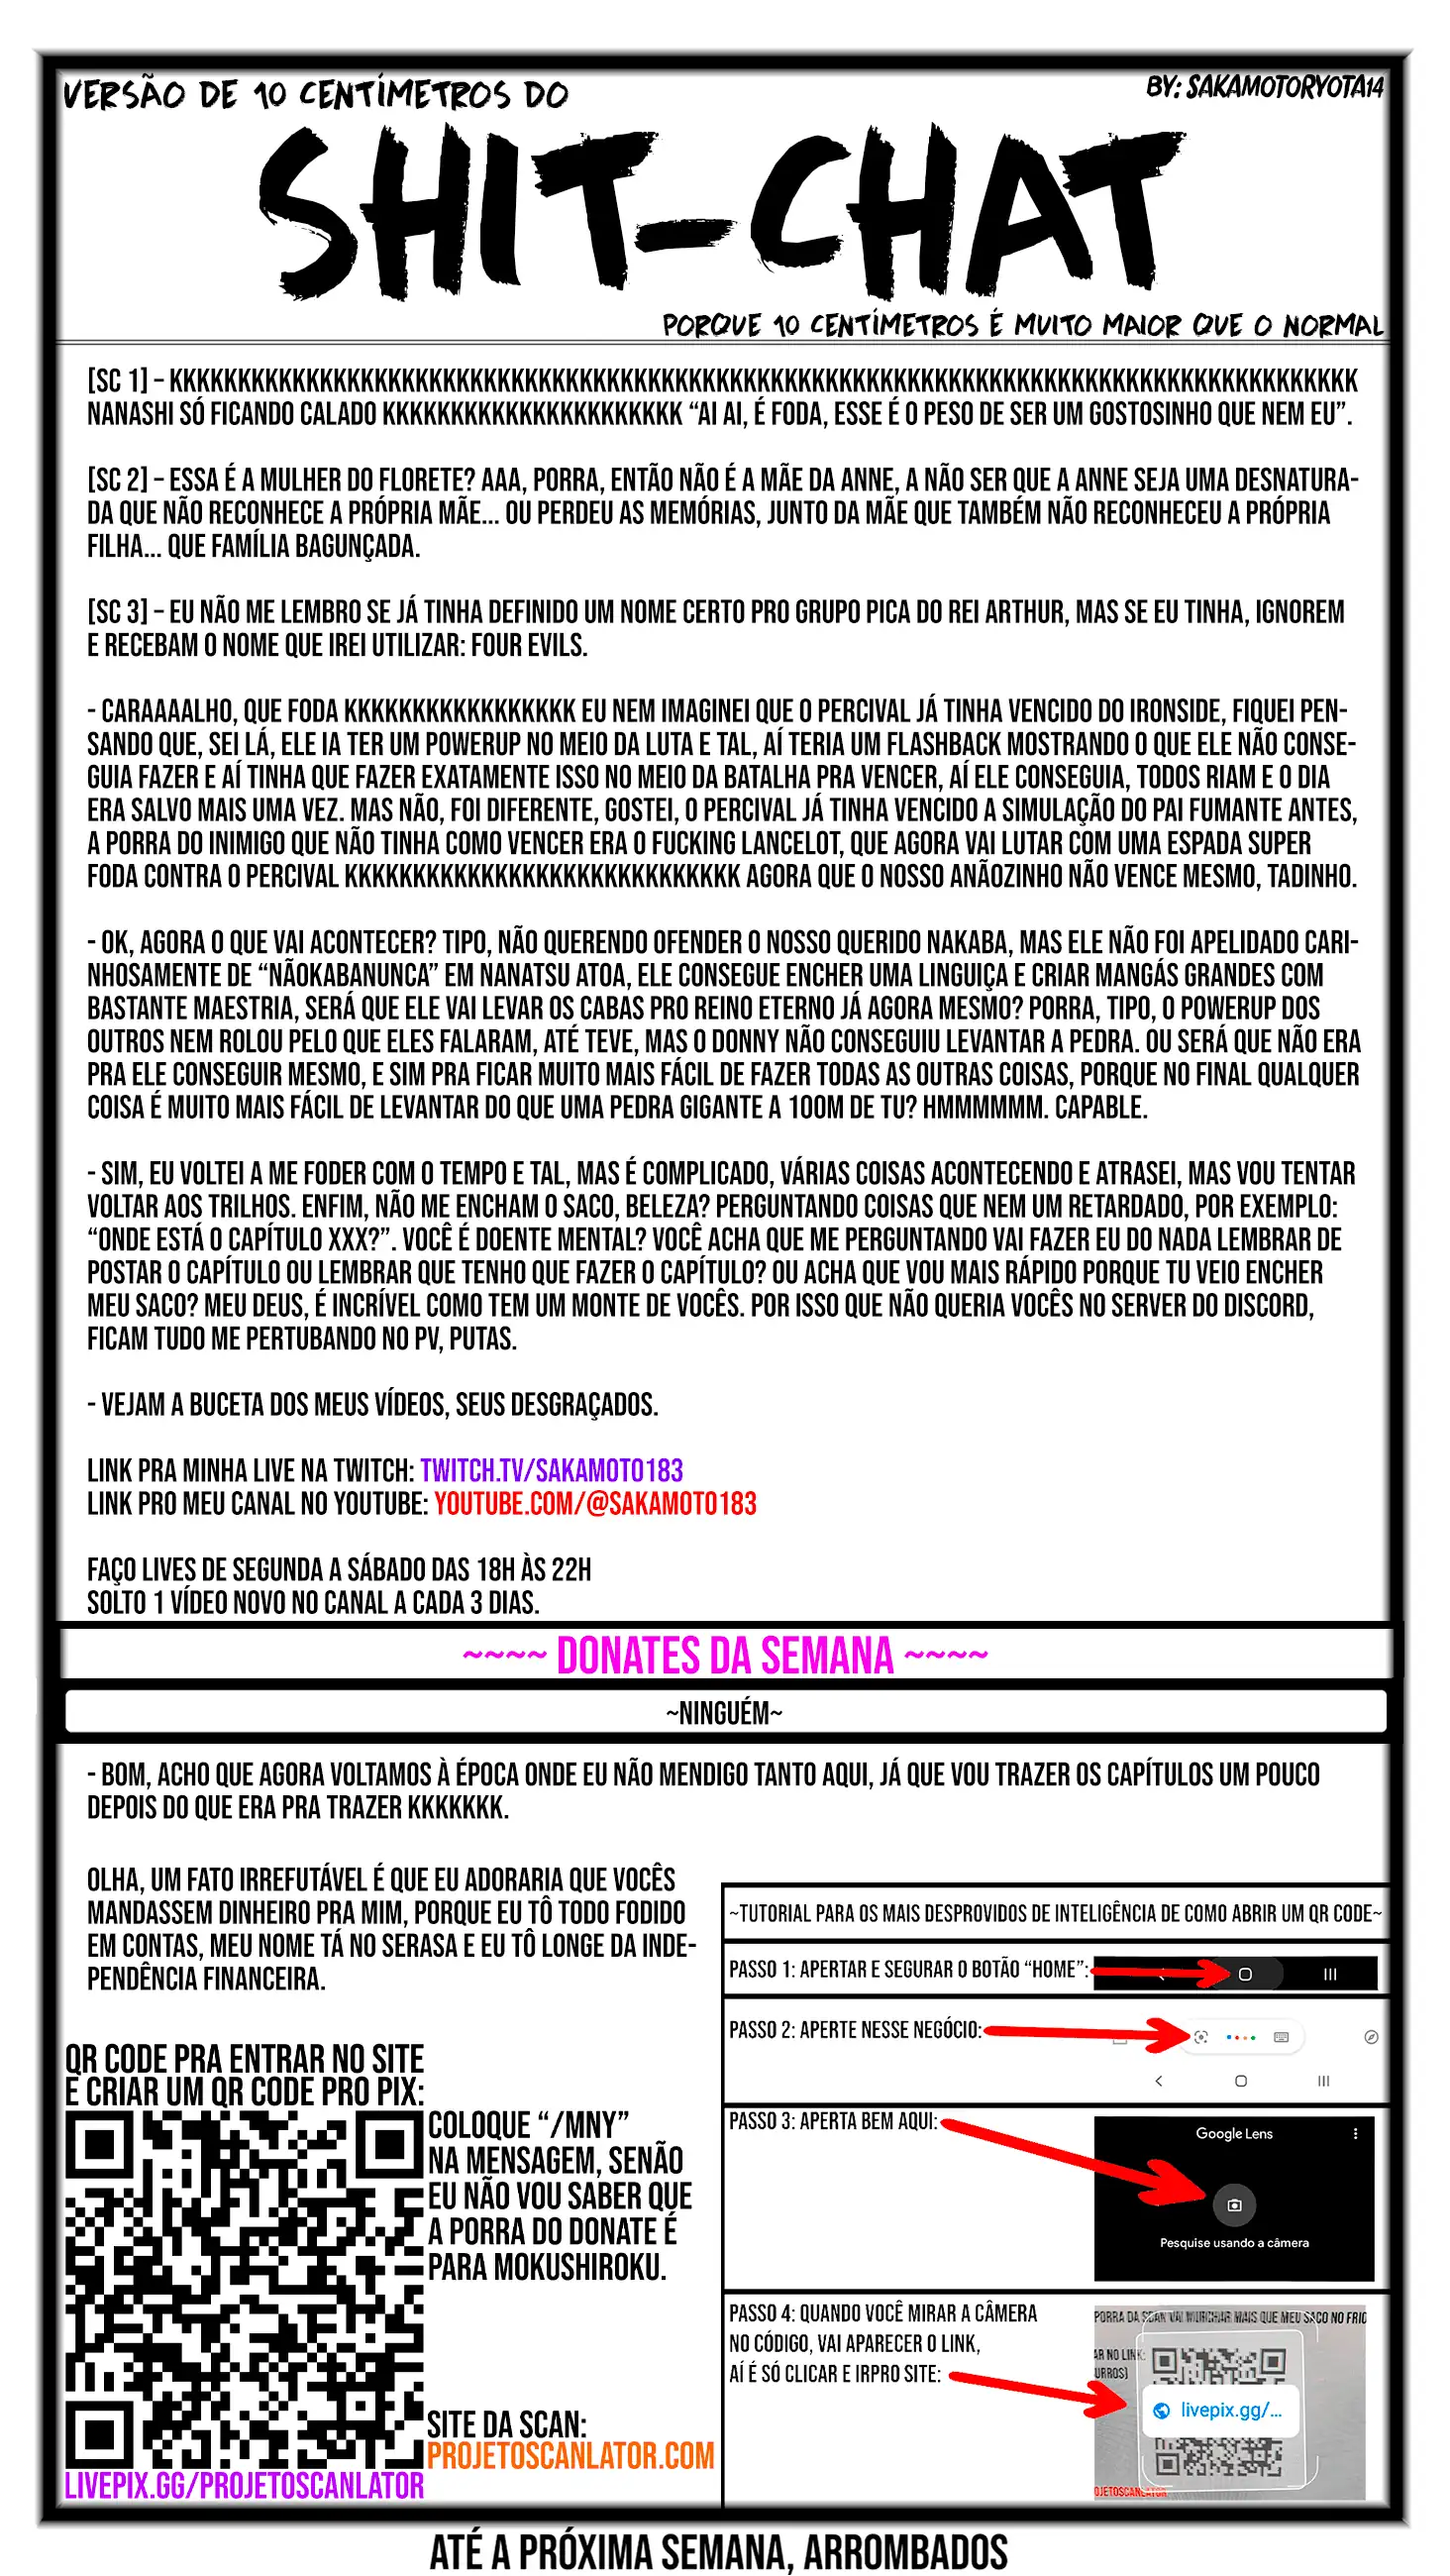 VERSÃO DE 10 CENTÍMETROS DO
BY: SAKAMOTORYOTA14
SHIT-CHAT
PORQUE 10 CENTÍMETROS É MUITO MAIOR QUE O NORMAL
[SC 1] – KKKKKKKKKKKKKKKKKKKKKKKKKKKKKKKKKKKKKKKKKKKKKKKKKKKKKKKKKKKKKKKKKKKKKKKKKKKKKKKKKKKKKKK
NANASHI SÓ FICANDO CALADO KKKKKKKKKKKKKKKKKKKKKK “AI AI, É FODA, ESSE É O PESO DE SER UM GOSTOSINHO QUE NEM EU”.
[SC 2] – ESSA É A MULHER DO FLORETE? AAA, PORRA, ENTÃO NÃO É A MÃE DA ANNE, A NÃO SER QUE A ANNE SEJA UMA DESNATURA-
DA QUE NÃO RECONHECE A PRÓPRIA MÃE... OU PERDEU AS MEMÓRIAS, JUNTO DA MÃE QUE TAMBÉM NÃO RECONHECEU A PRÓPRIA
FILHA... QUE FAMÍLIA BAGUNÇADA.
[SC 3] – EU NÃO ME LEMBRO SE JÁ TINHA DEFINIDO UM NOME CERTO PRO GRUPO PICA DO REI ARTHUR, MAS SE EU TINHA, IGNOREM
E RECEBAM O NOME QUE IREI UTILIZAR: FOUR EVILS.
- CARAAAALHO, QUE FODA KKKKKKKKKKKKKKKKK EU NEM IMAGINEI QUE O PERCIVAL JÁ TINHA VENCIDO DO IRONSIDE, FIQUEI PEN-
SANDO QUE, SEI LÁ, ELE IA TER UM POWERUP NO MEIO DA LUTA E TAL, AÍ TERIA UM FLASHBACK MOSTRANDO O QUE ELE NÃO CONSE-
GUIA FAZER E AÍ TINHA QUE FAZER EXATAMENTE ISSO NO MEIO DA BATALHA PRA VENCER, AÍ ELE CONSEGUIA, TODOS RIAM E O DIA
ERA SALVO MAIS UMA VEZ. MAS NÃO, FOI DIFERENTE, GOSTEI, O PERCIVAL JÁ TINHA VENCIDO A SIMULAÇÃO DO PAI FUMANTE ANTES,
A PORRA DO INIMIGO QUE NÃO TINHA COMO VENCER ERA O FUCKING LANCELOT, QUE AGORA VAI LUTAR COM UMA ESPADA SUPER
FODA CONTRA O PERCIVAL KKKKKKKKKKKKKKKKKKKKKKKKKKKKK AGORA QUE O NOSSO ANÃOZINHO NÃO VENCE MESMO, TADINHO.
- OK, AGORA O QUE VAI ACONTECER? TIPO, NÃO QUERENDO OFENDER O NOSSO QUERIDO NAKABA, MAS ELE NÃO FOI APELIDADO CARI-
NHOSAMENTE DE “NÃOKABANUNCA” EM NANATSU ATOA, ELE CONSEGUE ENCHER UMA LINGUIÇA E CRIAR MANGÁS GRANDES COM
BASTANTE MAESTRIA, SERÁ QUE ELE VAI LEVAR OS CABAS PRO REINO ETERNO JÁ AGORA MESMO? PORRA, TIPO, O POWERUP DOS
OUTROS NEM ROLOU PELO QUE ELES FALARAM, ATÉ TEVE, MAS O DONNY NÃO CONSEGUIU LEVANTAR A PEDRA. OU SERÁ QUE NÃO ERA
PRA ELE CONSEGUIR MESMO, E SIM PRA FICAR MUITO MAIS FÁCIL DE FAZER TODAS AS OUTRAS COISAS, PORQUE NO FINAL QUALQUER
COISA É MUITO MAIS FÁCIL DE LEVANTAR DO QUE UMA PEDRA GIGANTE A 100M DE TU? HMMMMMM. CAPABLE.
- SIM, EU VOLTEI A ME FODER COM O TEMPO E TAL, MAS É COMPLICADO, VÁRIAS COISAS ACONTECENDO E ATRASEI, MAS VOU TENTAR
VOLTAR AOS TRILHOS. ENFIM, NÃO ME ENCHAM O SACO, BELEZA? PERGUNTANDO COISAS QUE NEM UM RETARDADO, POR EXEMPLO:
“ONDE ESTÁ O CAPÍTULO XXX?”. VOCÊ É DOENTE MENTAL? VOCÊ ACHA QUE ME PERGUNTANDO VAI FAZER EU DO NADA LEMBRAR DE
POSTAR O CAPÍTULO OU LEMBRAR QUE TENHO QUE FAZER O CAPÍTULO? OU ACHA QUE VOU MAIS RÁPIDO PORQUE TU VEIO ENCHER
MEU SACO? MEU DEUS, É INCRÍVEL COMO TEM UM MONTE DE VOCÊS. POR ISSO QUE NÃO QUERIA VOCÊS NO SERVER DO DISCORD,
FICAM TUDO ME PERTUBANDO NO PV, PUTAS.
- VEJAM A BUCETA DOS MEUS VÍDEOS, SEUS DESGRAÇADOS.
LINK PRA MINHA LIVE NA TWITCH: TWITCH.TV/SAKAMOTO183
LINK PRO MEU CANAL NO YOUTUBE: YOUTUBE.COM/@SAKAMOTO183
FAÇO LIVES DE SEGUNDA A SÁBADO DAS 18H ÀS 22H
SOLTO 1 VÍDEO NOVO NO CANAL A CADA 3 DIAS.
~~~~ DONATES DA SEMANA ~~~~
~NINGUÉM~
- BOM, ACHO QUE AGORA VOLTAMOS À ÉPOCA ONDE EU NÃO MENDIGO TANTO AQUI, JÁ QUE VOU TRAZER OS CAPÍTULOS UM POUCO
DEPOIS DO QUE ERA PRA TRAZER KKKKKKK.
OLHA, UM FATO IRREFUTÁVEL É QUE EU ADORARIA QUE VOCÊS
MANDASSEM DINHEIRO PRA MIM, PORQUE EU TÔ TODO FODIDO
EM CONTAS, MEU NOME TÁ NO SERASA E EU TÔ LONGE DA INDE-
PENDÊNCIA FINANCEIRA.
QR CODE PRA ENTRAR NO SITE
E CRIAR UM QR CODE PRO PIX:
COLOQUE “/MNY”
NA MENSAGEM, SENÃO
EU NÃO VOU SABER QUE
A PORRA DO DONATE É
PARA MOKUSHIROKU.
SITE DA SCAN:
PROJETOSCANLATOR.COM
LIVEPIX.GG/PROJETOSCANLATOR
~TUTORIAL PARA OS MAIS DESPROVIDOS DE INTELIGÊNCIA DE COMO ABRIR UM QR CODE~
PASSO 1: APERTAR E SEGURAR O BOTÃO “HOME”:
PASSO 2: APERTE NESSE NEGÓCIO:
PASSO 3: APERTA BEM AQUI:
Google Lens
Pesquise usando a câmera
PASSO 4: QUANDO VOCÊ MIRAR A CÂMERA
NO CÓDIGO, VAI APARECER O LINK,
AÍ É SÓ CLICAR E IRPRO SITE:
PORRA DA SCAN VAI MURCHAR MAIS QUE MEU SACO NO FRIO
AR NO LINK:
URROS)
livepix.gg/...
OJETOSCANLATOR
ATÉ A PRÓXIMA SEMANA, ARROMBADOS